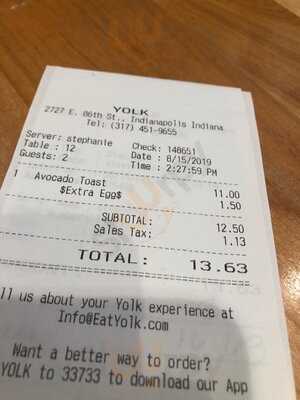 YOLK
2727 E. 86th St., Indianapolis Indiana
Tel: (317) 451-9655
Server: stephanie Check: 148651
Table : 12 Date : 8/15/2019
Guests: 2 Time : 2:27:59 PM
1 Avocado Toast 11.00
$Extra Egg$ 1.50
SUBTOTAL: 12.50
Sales Tax: 1.13
TOTAL: 13.63
ll us about your Yolk experience at
Info@EatYolk.com
Want a better way to order?
YOLK to 33733 to download our App